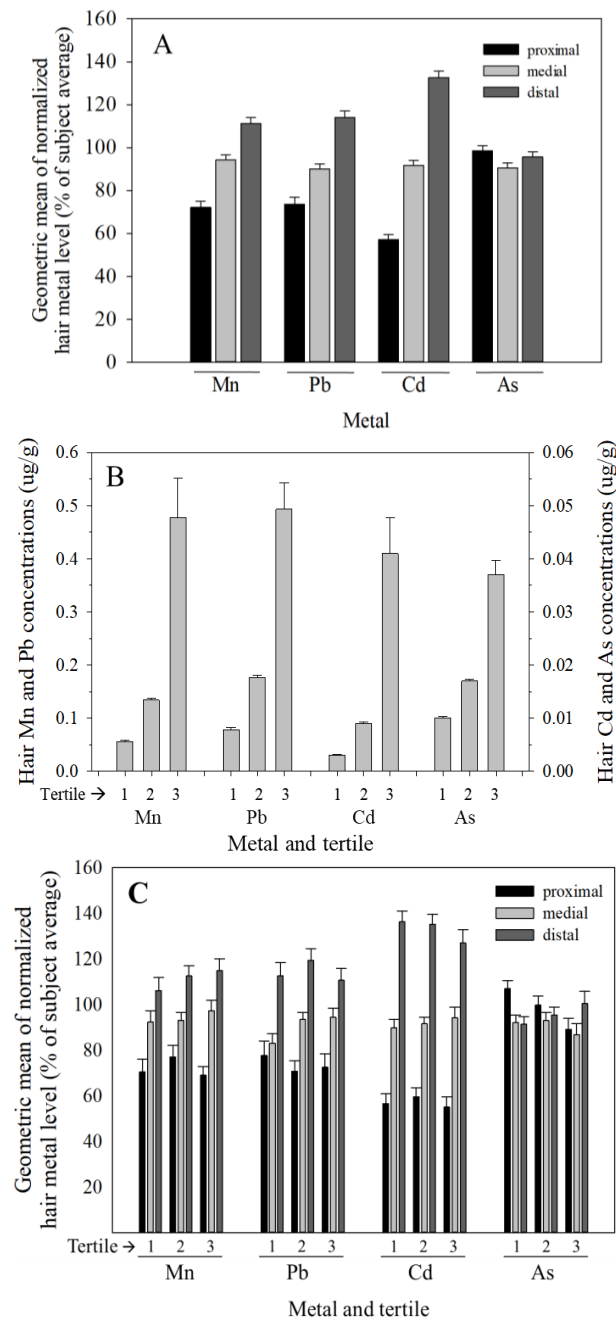 A
proximal
medial
distal
Geometric mean of normalized
hair metal level (% of subject average)
160
140
120
100
80
60
40
20
0
Mn Pb Cd As
Metal
B
Hair Mn and Pb concentrations (ug/g)
0.6
0.5
0.4
0.3
0.2
0.1
0.0
Hair Cd and As concentrations (ug/g)
0.06
0.05
0.04
0.03
0.02
0.01
0.00
Tertile → 1 2 3 1 2 3 1 2 3 1 2 3
Mn Pb Cd As
Metal and tertile
C
proximal
medial
distal
Geometric mean of normalized
hair metal level (% of subject average)
160
140
120
100
80
60
40
20
Tertile → 1 2 3 1 2 3 1 2 3 1 2 3
Mn Pb Cd As
Metal and tertile